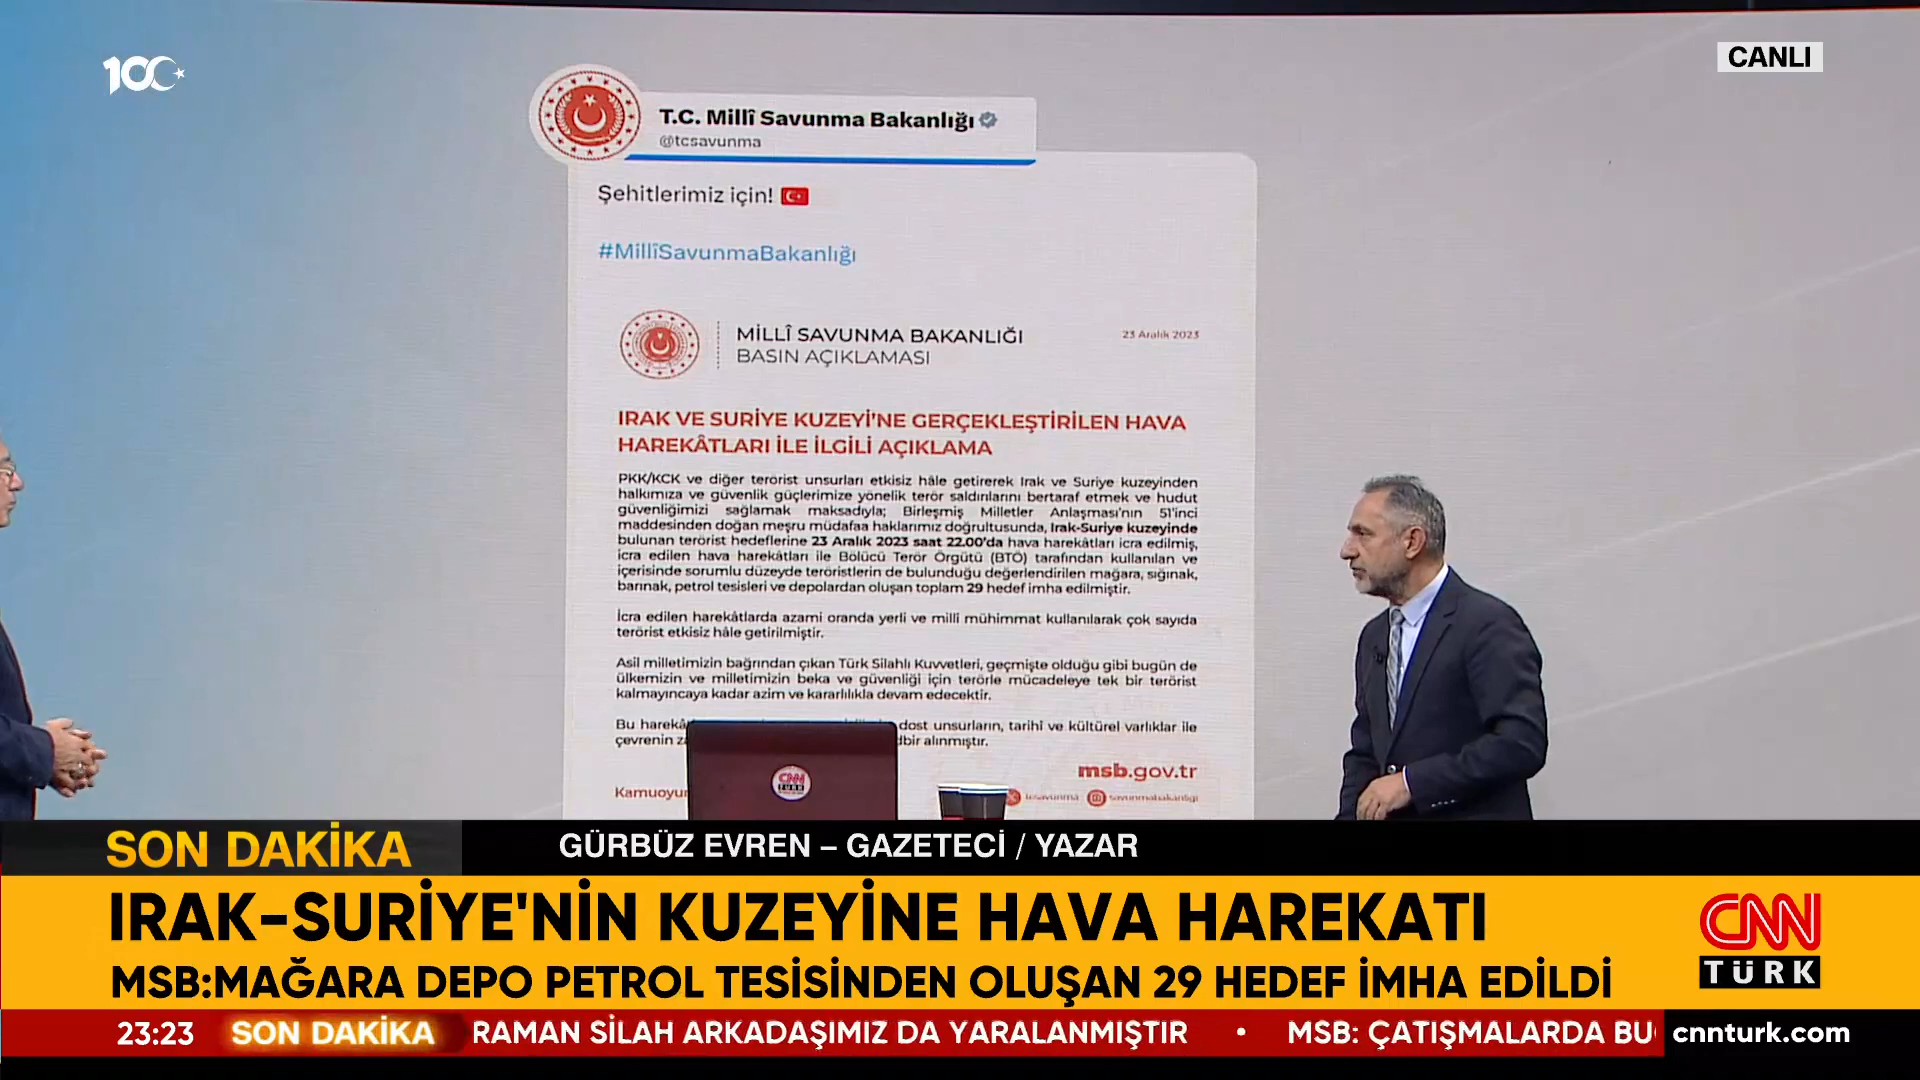 100
CANLI
T.C. Millî Savunma Bakanlığı
@tcsavunma
Şehitlerimiz için!
#MillîSavunmaBakanlığı
MİLLÎ SAVUNMA BAKANLIĞI
BASIN AÇIKLAMASI
23 Aralık 2023
IRAK VE SURİYE KUZEYİ'NE GERÇEKLEŞTİRİLEN HAVA
HAREKÂTLARI İLE İLGİLİ AÇIKLAMA
PKK/KCK ve diğer terörist unsurları etkisiz hâle getirerek Irak ve Suriye kuzeyinden
halkımıza ve güvenlik güçlerimize yönelik terör saldırılarını bertaraf etmek ve hudut
güvenliğimizi sağlamak maksadıyla; Birleşmiş Milletler Anlaşması'nın 51'inci
maddesinden doğan meşru müdafaa haklarımız doğrultusunda, Irak-Suriye kuzeyinde
bulunan terörist hedeflerine 23 Aralık 2023 saat 22.00'da hava harekâtları icra edilmiş,
icra edilen hava harekâtları ile Bölücü Terör Örgütü (BTÖ) tarafından kullanılan ve
içerisinde sorumlu düzeyde teröristlerin de bulunduğu değerlendirilen mağara, sığınak,
barınak, petrol tesisleri ve depolardan oluşan toplam 29 hedef imha edilmiştir.
İcra edilen harekâtlarda azami oranda yerli ve milli mühimmat kullanılarak çok sayıda
terörist etkisiz hâle getirilmiştir.
Asil milletimizin bağrından çıkan Türk Silahlı Kuvvetleri, geçmişte olduğu gibi bugün de
ülkemizin ve milletimizin beka ve güvenliği için terörle mücadeleye tek bir terörist
kalmayıncaya kadar azim ve kararlılıkla devam edecektir.
Bu harekâ dost unsurların, tarihî ve kültürel varlıklar ile
çevrenin za dbir alınmıştır.
msb.gov.tr
Kamuoyun
tcsavunma savunmabakanligi
CNN
TÜRK
SON DAKİKA
GÜRBÜZ EVREN – GAZETECİ / YAZAR
IRAK-SURİYE'NİN KUZEYİNE HAVA HAREKATI
MSB:MAĞARA DEPO PETROL TESİSİNDEN OLUŞAN 29 HEDEF İMHA EDİLDİ
CNN
TÜRK
23:23 SON DAKİKA RAMAN SİLAH ARKADAŞIMIZ DA YARALANMIŞTIR • MSB: ÇATIŞMALARDA BU
cnnturk.com